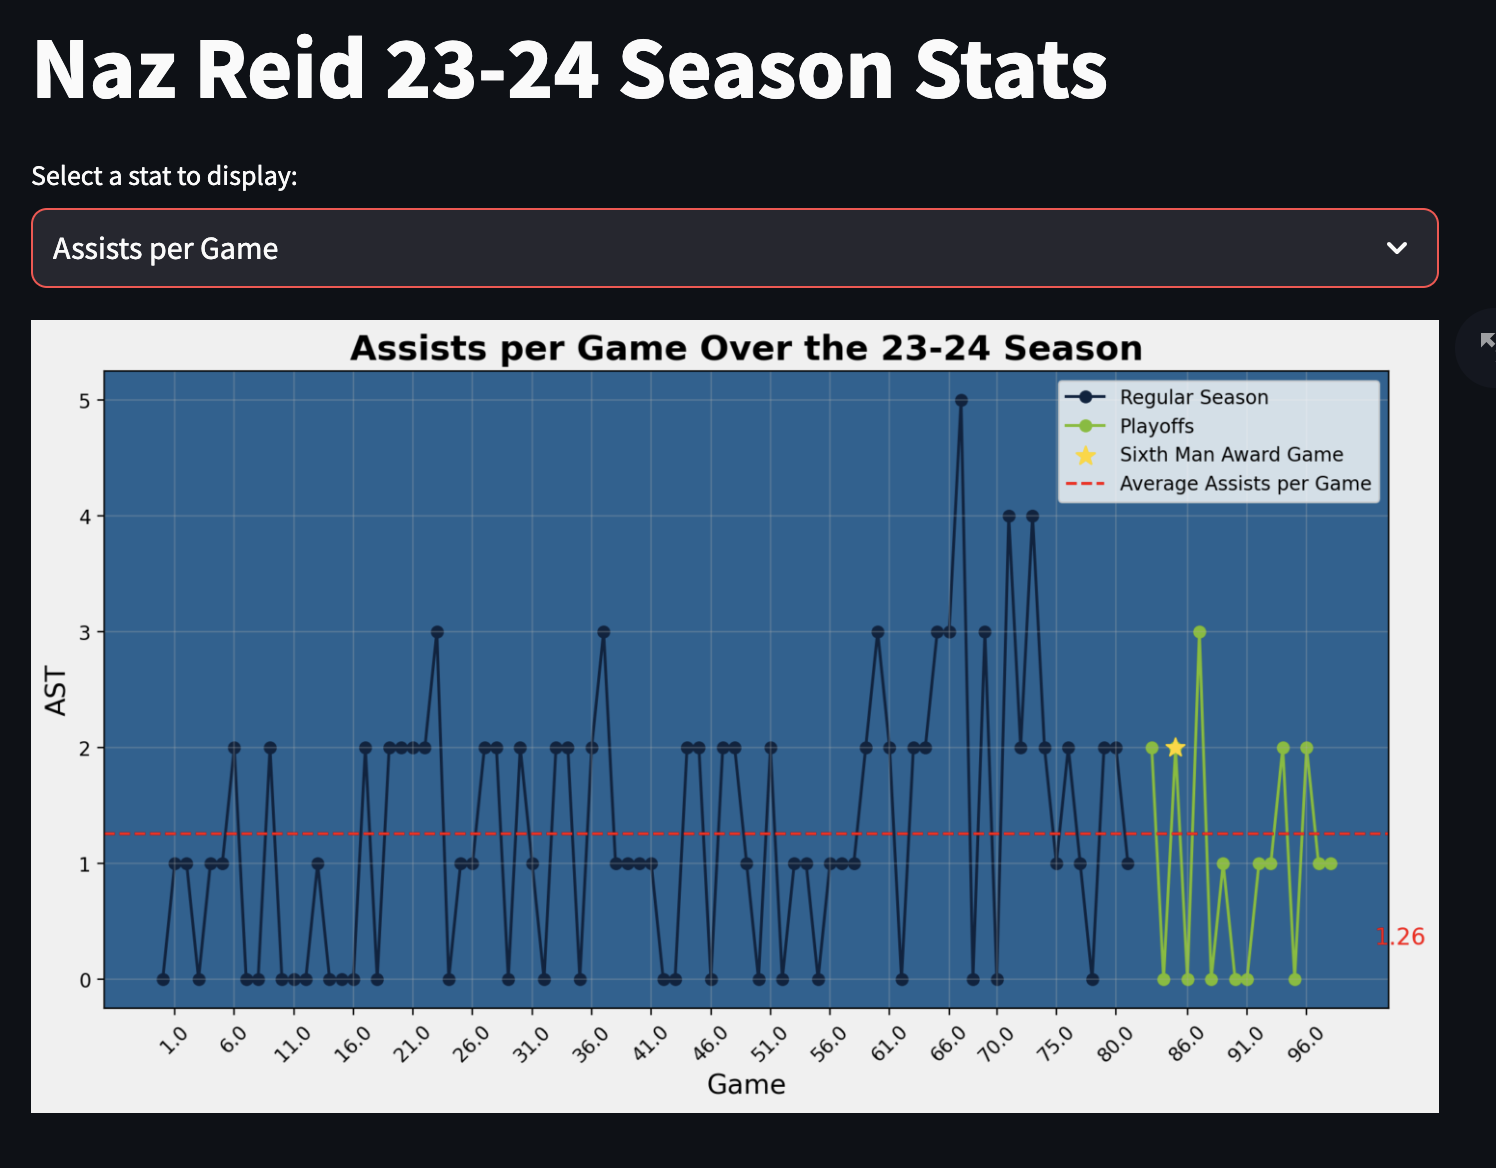 Naz Reid 23-24 Season Stats
Select a stat to display:
Assists per Game
Assists per Game Over the 23-24 Season
Regular Season
Playoffs
Sixth Man Award Game
Average Assists per Game
5
4
3
2
1
0
AST
1.26
1.0 6.0 11.0 16.0 21.0 26.0 31.0 36.0 41.0 46.0 51.0 56.0 61.0 66.0 70.0 75.0 80.0 86.0 91.0 96.0
Game